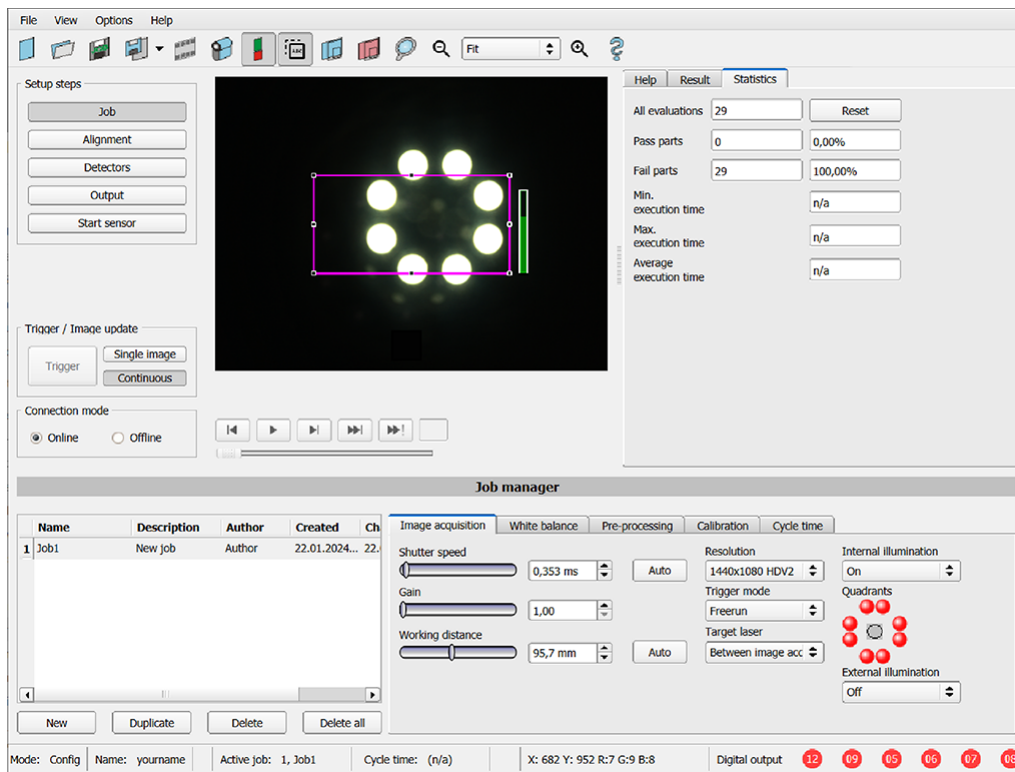 File View Options Help
Fit
Setup steps
Job
Alignment
Detectors
Output
Start sensor
Trigger / Image update
Trigger
Single image
Continuous
Connection mode
Online Offline
Help Result Statistics
All evaluations 29 Reset
Pass parts 0 0,00%
Fail parts 29 100,00%
Min.
execution time n/a
Max.
execution time n/a
Average
execution time n/a
Job manager
Name Description Author Created Ch
1 Job1 New job Author 22.01.2024... 22.
New Duplicate Delete Delete all
Image acquisition White balance Pre-processing Calibration Cycle time
Shutter speed
0,353 ms Auto
Gain
1,00
Working distance
95,7 mm Auto
Resolution
1440x1080 HDV2
Trigger mode
Freerun
Target laser
Between image acc
Internal illumination
On
Quadrants
External illumination
Off
Mode: Config Name: yourname Active job: 1, Job1 Cycle time: (n/a) X: 682 Y: 952 R:7 G:9 B:8 Digital output 12 09 05 06 07 08